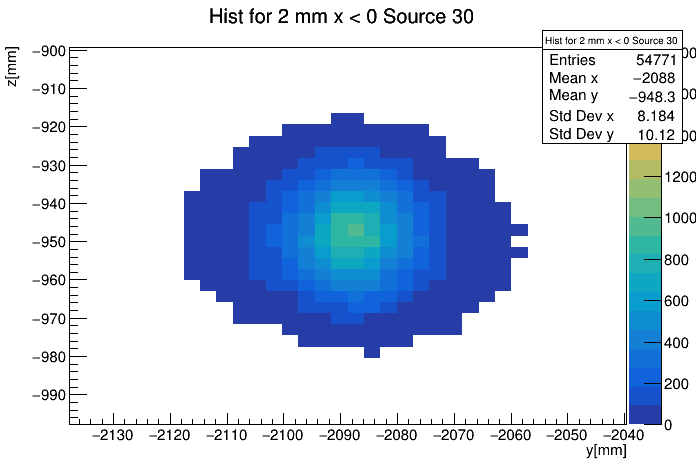 Hist for 2 mm x < 0 Source 30
Hist for 2 mm x < 0 Source 30
Entries 54771
Mean x −2088
Mean y −948.3
Std Dev x 8.184
Std Dev y 10.12
z[mm]
−900
−910
−920
−930
−940
−950
−960
−970
−980
−990
1200
1000
800
600
400
200
0
−2130 −2120 −2110 −2100 −2090 −2080 −2070 −2060 −2050 −2040
y[mm]